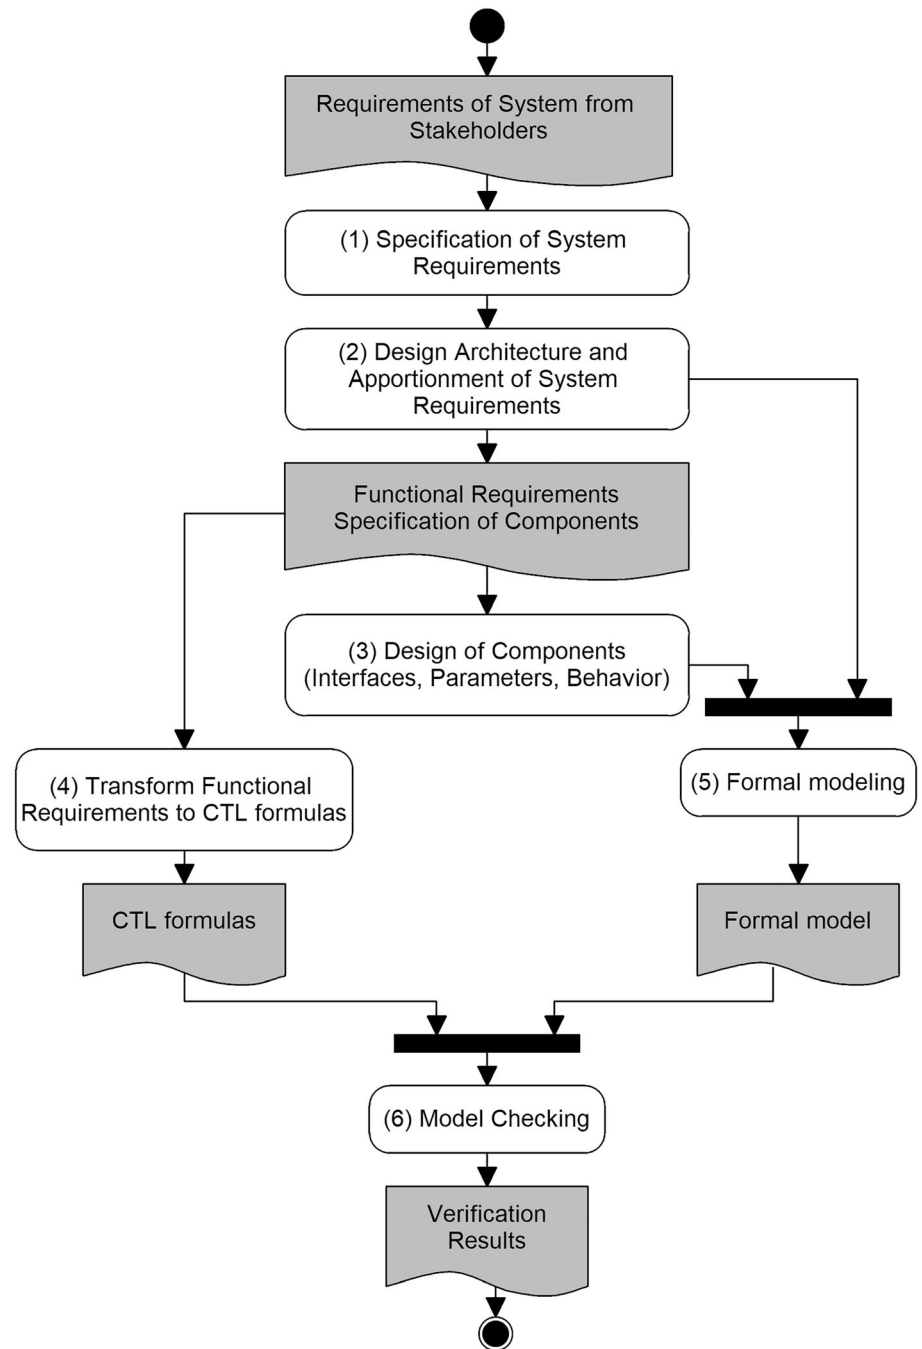 Requirements of System from
Stakeholders
(1) Specification of System
Requirements
(2) Design Architecture and
Apportionment of System
Requirements
Functional Requirements
Specification of Components
(3) Design of Components
(Interfaces, Parameters, Behavior)
(4) Transform Functional
Requirements to CTL formulas
(5) Formal modeling
CTL formulas
Formal model
(6) Model Checking
Verification
Results